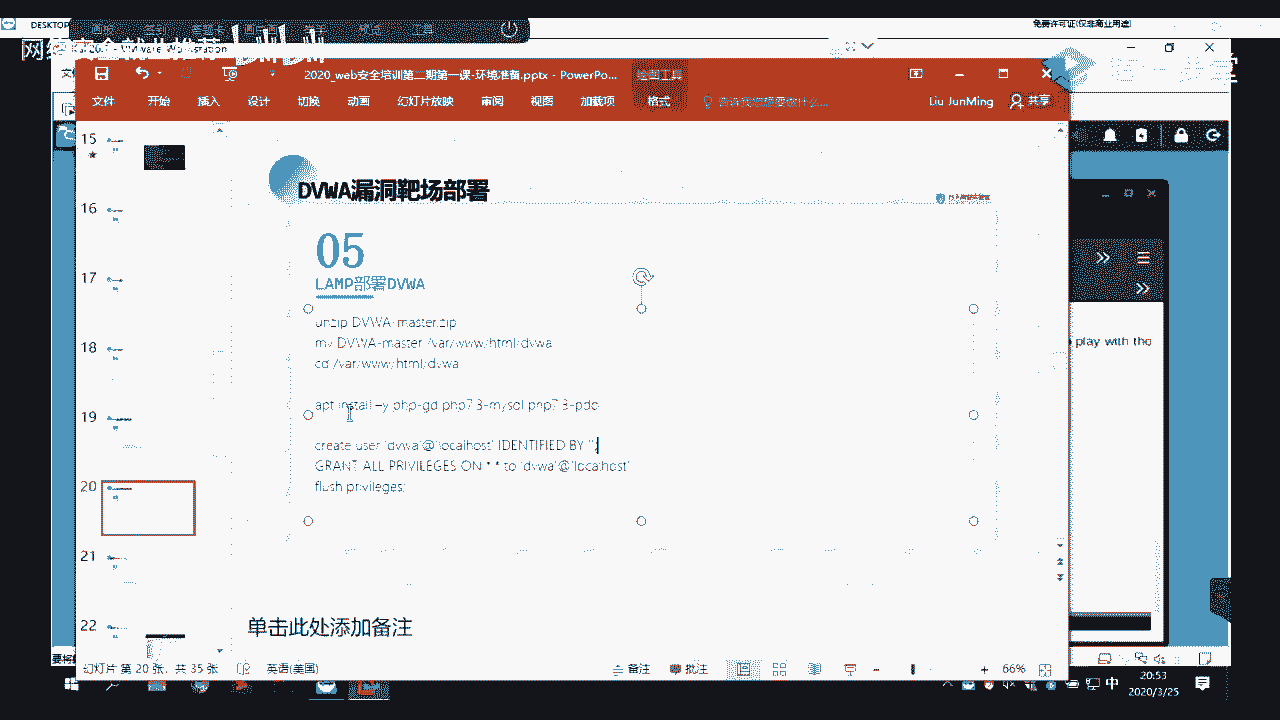 DESKTOP
免费许可证(仅非商业用途)
VMware Workstation
2020_web安全培训第二期第一课-环境准备.pptx - PowerPo...
绘图工具
文件
开始
插入
设计
切换
动画
幻灯片放映
审阅
视图
加载项
格式
Liu JunMing
共享
15
16
17
18
19
20
21
22
DVWA漏洞靶场部署
05
LAMP部署DVWA
unzip DVWA-master.zip
mv DVWA-master /var/www/html/dvwa
cd /var/www/html/dvwa
apt install –y php-gd php7.3-mysql php7.3-pdo
create user 'dvwa'@'localhost' IDENTIFIED BY '';
GRANT ALL PRIVILEGES ON *.* to 'dvwa'@'localhost'
flush privileges;
play with tho
单击此处添加备注
幻灯片 第 20 张，共 35 张
英语(美国)
备注
批注
66%
中
20:53
2020/3/25